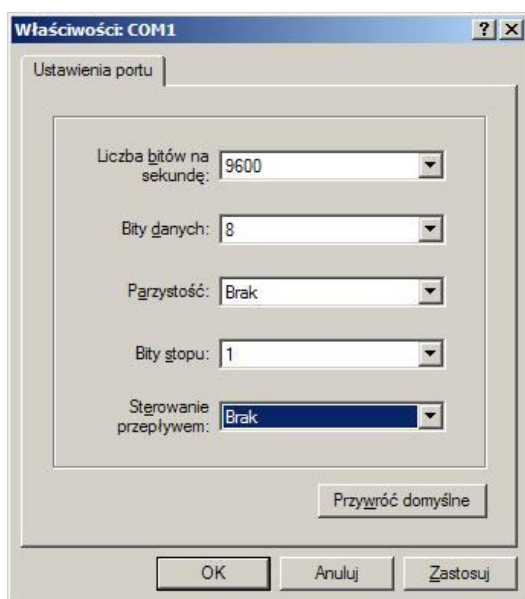 Właściwości: COM1
Ustawienia portu
Liczba bitów na
sekundę:
9600
Bity danych: 8
Parzystość: Brak
Bity stopu: 1
Sterowanie
przepływem:
Brak
Przywróć domyślne
OK Anuluj Zastosuj